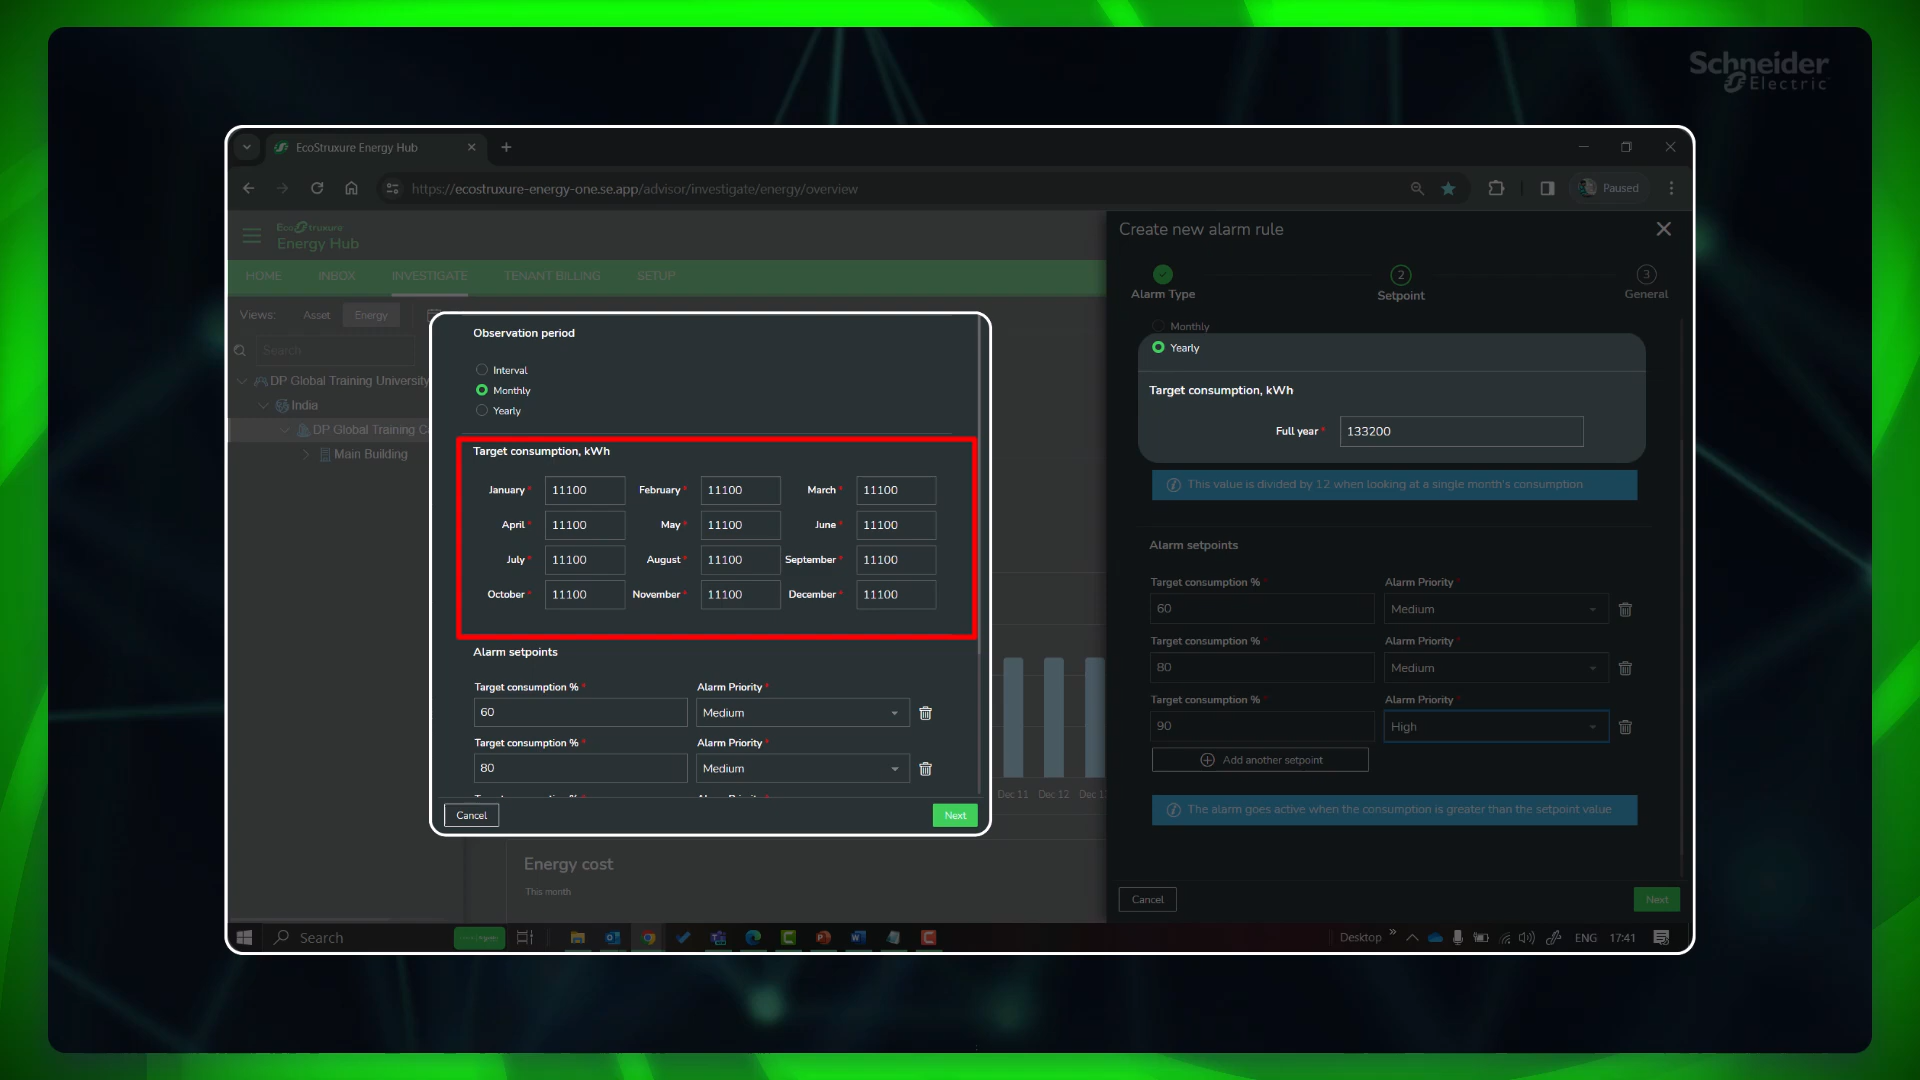 Schneider
Electric
EcoStruxure Energy Hub
https://ecostruxure-energy-one.se.app/advisor/investigate/energy/overview
Paused
EcoStruxure
Energy Hub
HOME INBOX INVESTIGATE TENANT BILLING SETUP
Views: Asset Energy
Search
DP Global Training University
India
DP Global Training C
Main Building
Observation period
Interval
Monthly
Yearly
Target consumption, kWh
January * 11100 February * 11100 March * 11100
April * 11100 May * 11100 June * 11100
July * 11100 August * 11100 September * 11100
October * 11100 November * 11100 December * 11100
Alarm setpoints
Target consumption % * Alarm Priority *
60 Medium
Target consumption % * Alarm Priority *
80 Medium
Cancel Next
Dec 11 Dec 12 Dec 1
Energy cost
This month
Create new alarm rule
2 3
Alarm Type Setpoint General
Monthly
Yearly
Target consumption, kWh
Full year * 133200
This value is divided by 12 when looking at a single month's consumption
Alarm setpoints
Target consumption % * Alarm Priority *
60 Medium
Target consumption % * Alarm Priority *
80 Medium
Target consumption % * Alarm Priority *
90 High
Add another setpoint
The alarm goes active when the consumption is greater than the setpoint value
Cancel Next
Search Desktop » ENG 17:41